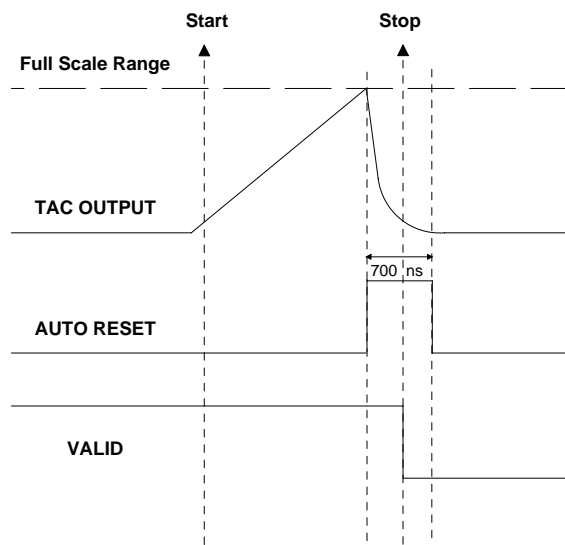 Start
Stop
Full Scale Range
TAC OUTPUT
700 ns
AUTO RESET
VALID